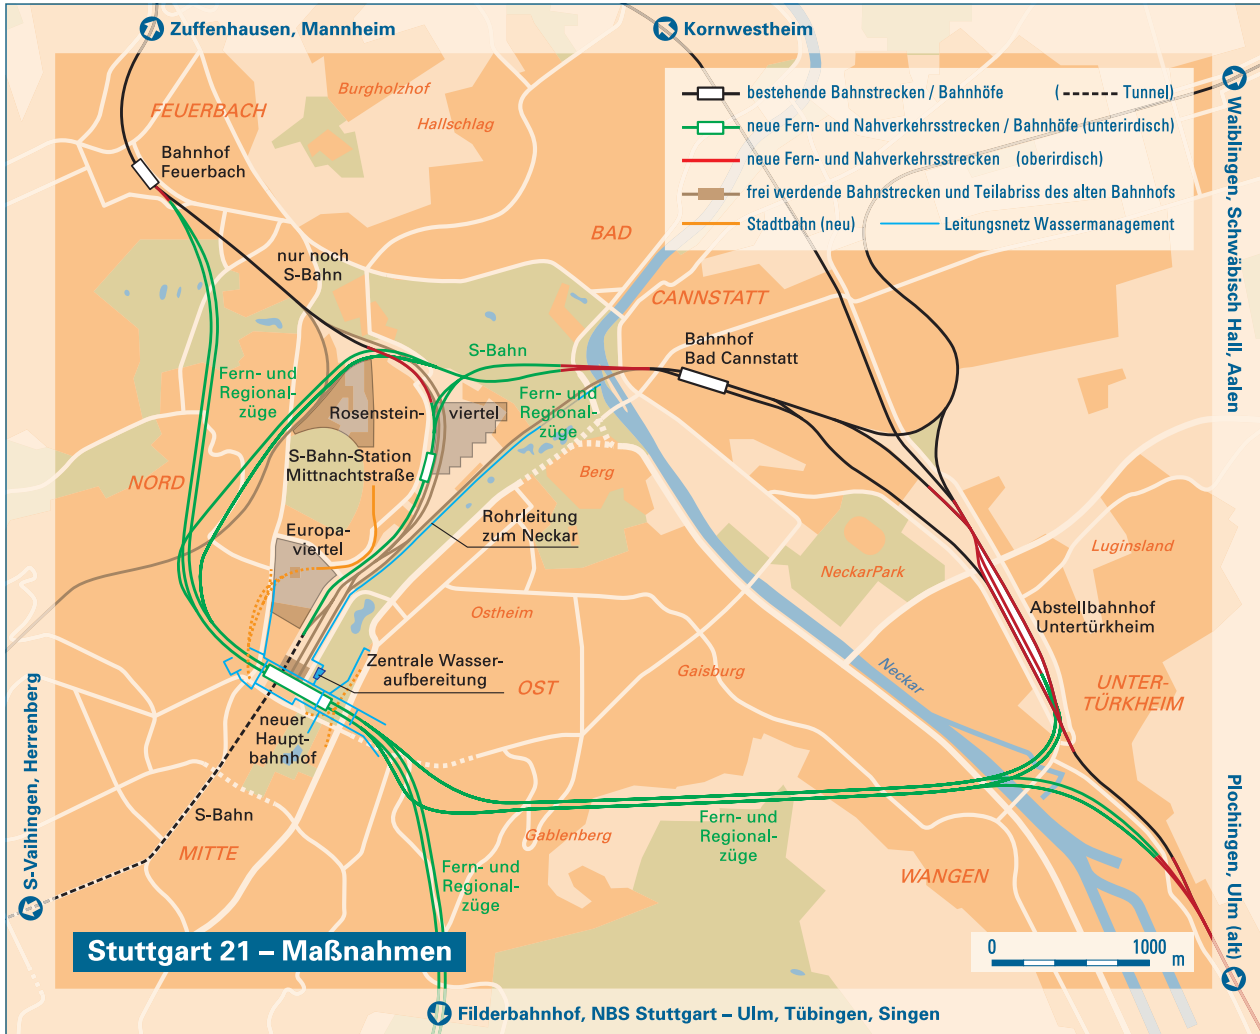 Zuffenhausen, Mannheim
Kornwestheim
Waiblingen, Schwäbisch Hall, Aalen
bestehende Bahnstrecken / Bahnhöfe ( ------ Tunnel)
neue Fern- und Nahverkehrsstrecken / Bahnhöfe (unterirdisch)
neue Fern- und Nahverkehrsstrecken (oberirdisch)
frei werdende Bahnstrecken und Teilabriss des alten Bahnhofs
Stadtbahn (neu) Leitungsnetz Wassermanagement
FEUERBACH
Burgholzhof
Hallschlag
Bahnhof
Feuerbach
BAD
CANNSTATT
nur noch
S-Bahn
Bahnhof
Bad Cannstatt
S-Bahn
Fern- und
Regional-
züge
Fern- und
Regional-
züge
Rosenstein-
viertel
S-Bahn-Station
Mittnachtstraße
NORD
Berg
Europa-
viertel
Rohrleitung
zum Neckar
NeckarPark
Luginsland
Ostheim
Abstellbahnhof
Untertürkheim
Zentrale Wasser-
aufbereitung
OST
Gaisburg
Neckar
UNTER-
TÜRKHEIM
neuer
Haupt-
bahnhof
S-Vaihingen, Herrenberg
S-Bahn
MITTE
Gablenberg
Fern- und
Regional-
züge
Fern- und
Regional-
züge
WANGEN
Plochingen, Ulm (alt)
Stuttgart 21 – Maßnahmen
0 1000
m
Filderbahnhof, NBS Stuttgart – Ulm, Tübingen, Singen